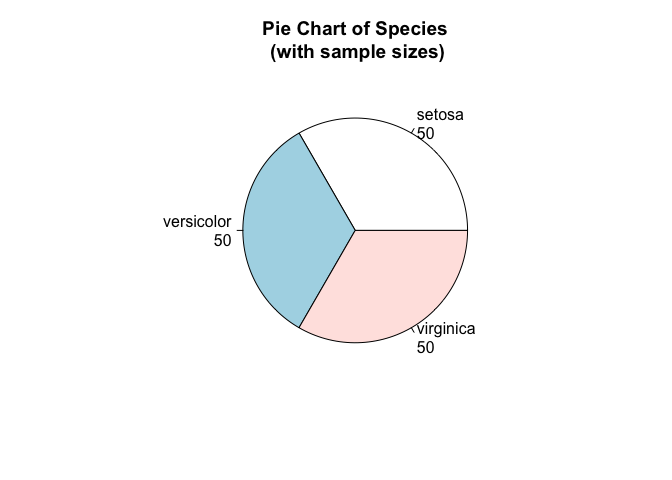 Pie Chart of Species
(with sample sizes)
setosa
50
versicolor
50
virginica
50